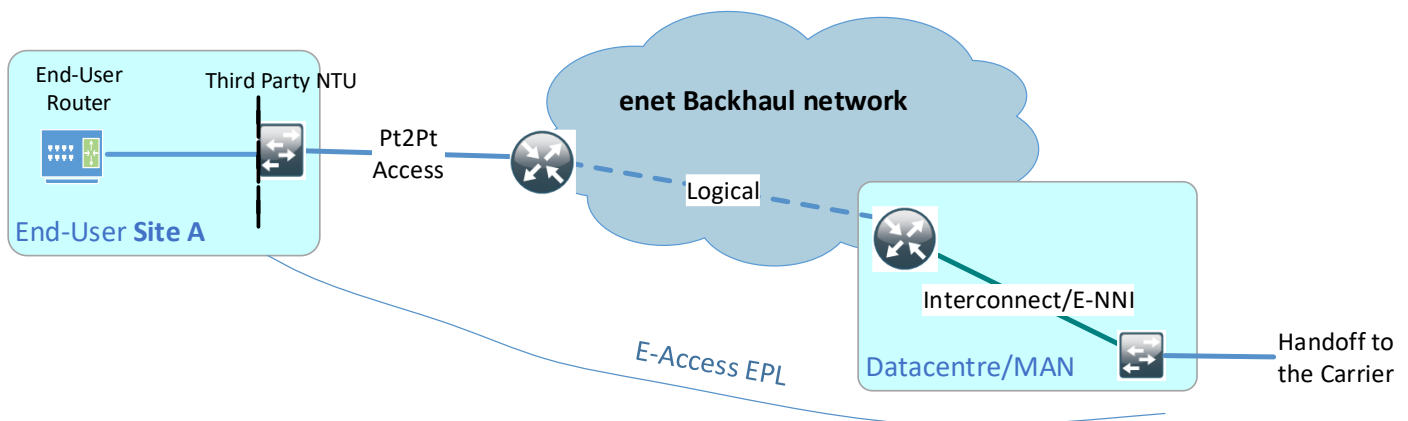 End-User
Router
Third Party NTU
Pt2Pt
Access
enet Backhaul network
Logical
End-User Site A
Interconnect/E-NNI
E-Access EPL
Datacentre/MAN
Handoff to
the Carrier